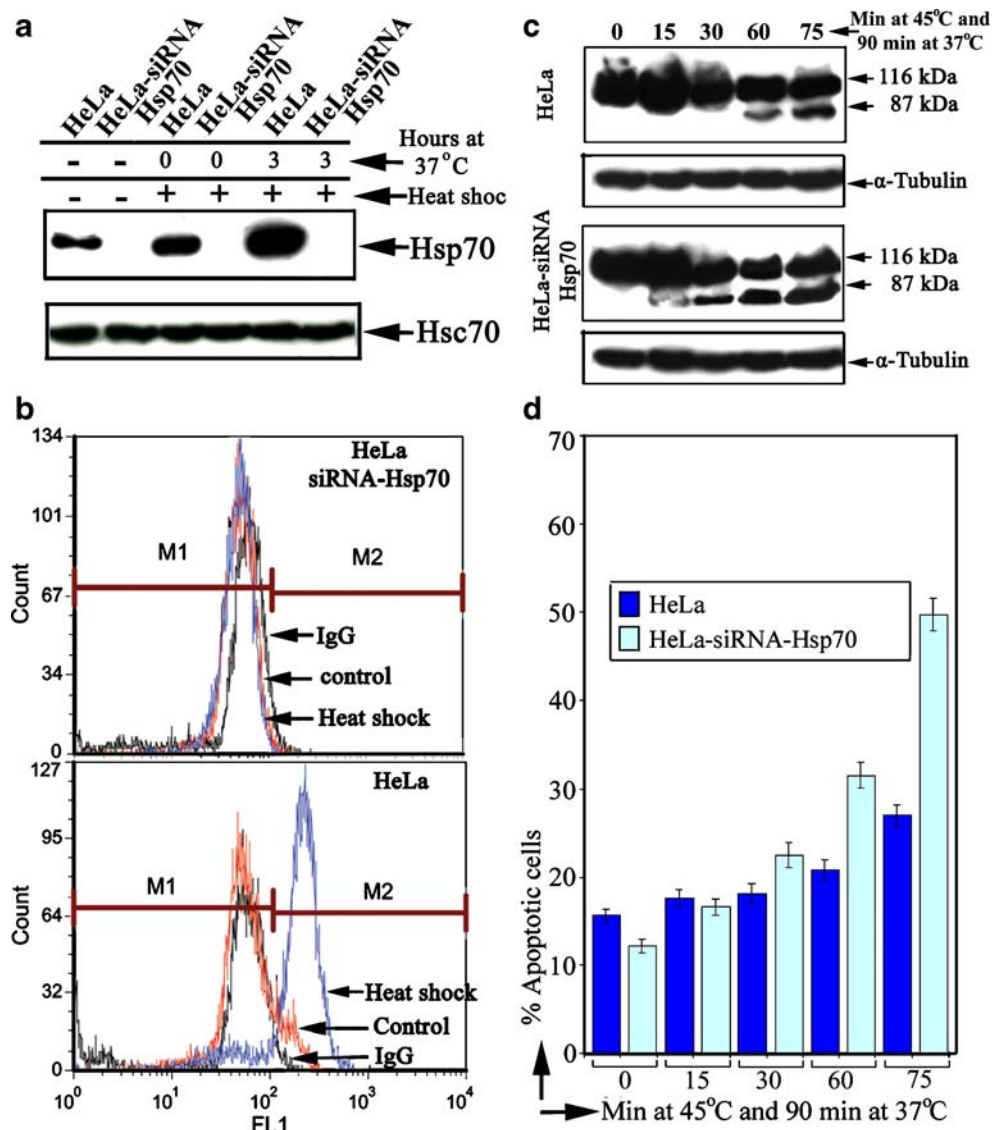 a
HeLa
HeLa-siRNA
Hsp70
HeLa
HeLa-siRNA
Hsp70
HeLa
HeLa-siRNA
Hsp70
- - 0 0 3 3
Hours at
37°C
- - + + + +
Heat shoc
Hsp70
Hsc70
b
134
101
67
34
0
Count
HeLa
siRNA-Hsp70
M1
M2
IgG
control
Heat shock
127
95
64
32
0
Count
HeLa
M1
M2
Heat shock
Control
IgG
10⁰ 10¹ 10² 10³ 10⁴
FL1
c
0 15 30 60 75
Min at 45°C and
90 min at 37°C
HeLa
116 kDa
87 kDa
α-Tubulin
HeLa-siRNA
Hsp70
116 kDa
87 kDa
α-Tubulin
d
70
60
50
40
30
20
10
0
% Apoptotic cells
HeLa
HeLa-siRNA-Hsp70
0 15 30 60 75
Min at 45°C and 90 min at 37°C